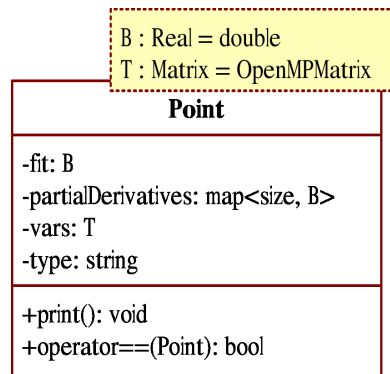 B : Real = double
T : Matrix = OpenMPMatrix
Point
-fit: B
-partialDerivatives: map<size, B>
-vars: T
-type: string
+print(): void
+operator==(Point): bool